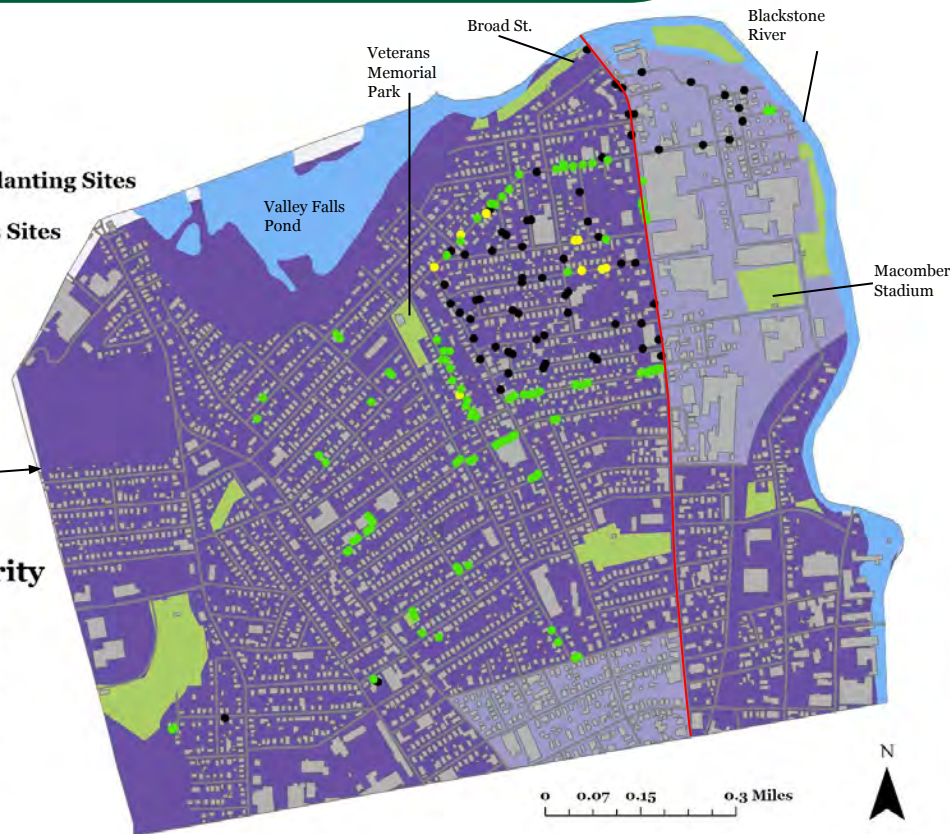 Broad St.
Blackstone
River
Veterans
Memorial
Park
lanting Sites
s Sites
Valley Falls
Pond
Macomber
Stadium
rity
N
0 0.07 0.15 0.3 Miles